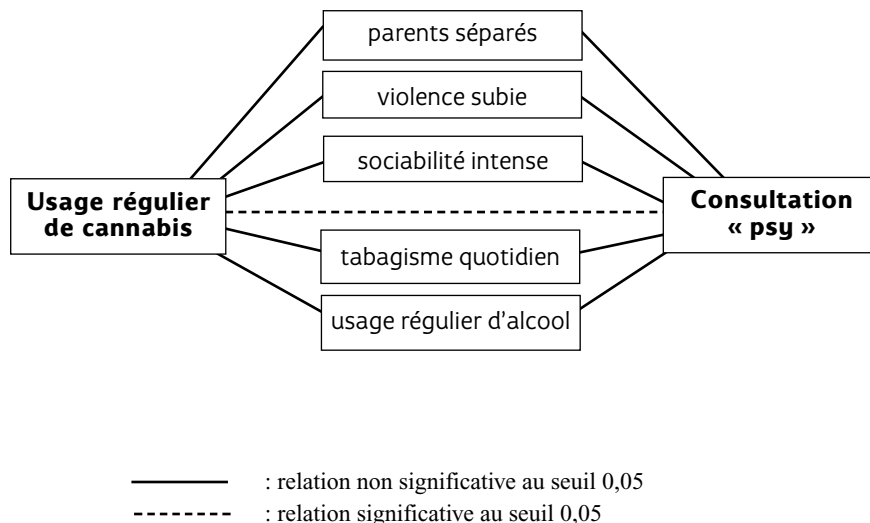 parents séparés
violence subie
sociabilité intense
Usage régulier
de cannabis
Consultation
« psy »
tabagisme quotidien
usage régulier d'alcool
: relation non significative au seuil 0,05
: relation significative au seuil 0,05